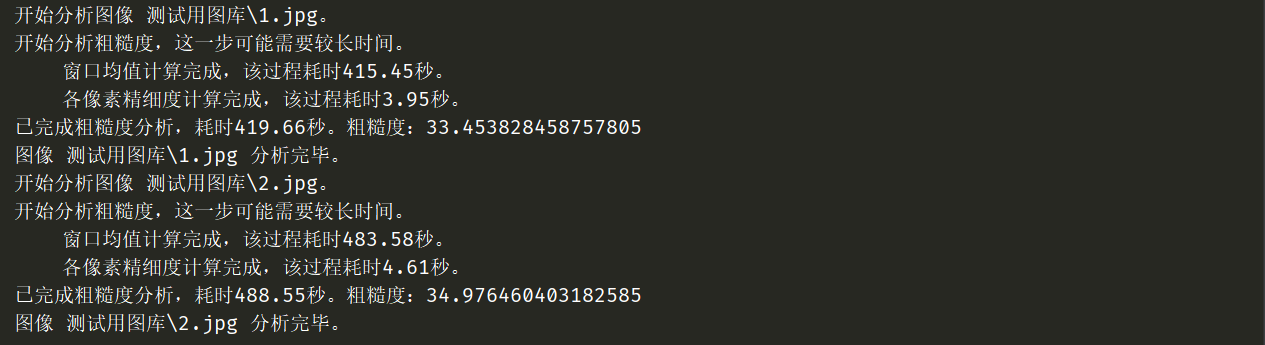 开始分析图像 测试用图库\1.jpg。
开始分析粗糙度，这一步可能需要较长时间。
    窗口均值计算完成，该过程耗时415.45秒。
    各像素精细度计算完成，该过程耗时3.95秒。
已完成粗糙度分析，耗时419.66秒。粗糙度：33.453828458757805
图像 测试用图库\1.jpg 分析完毕。
开始分析图像 测试用图库\2.jpg。
开始分析粗糙度，这一步可能需要较长时间。
    窗口均值计算完成，该过程耗时483.58秒。
    各像素精细度计算完成，该过程耗时4.61秒。
已完成粗糙度分析，耗时488.55秒。粗糙度：34.976460403182585
图像 测试用图库\2.jpg 分析完毕。